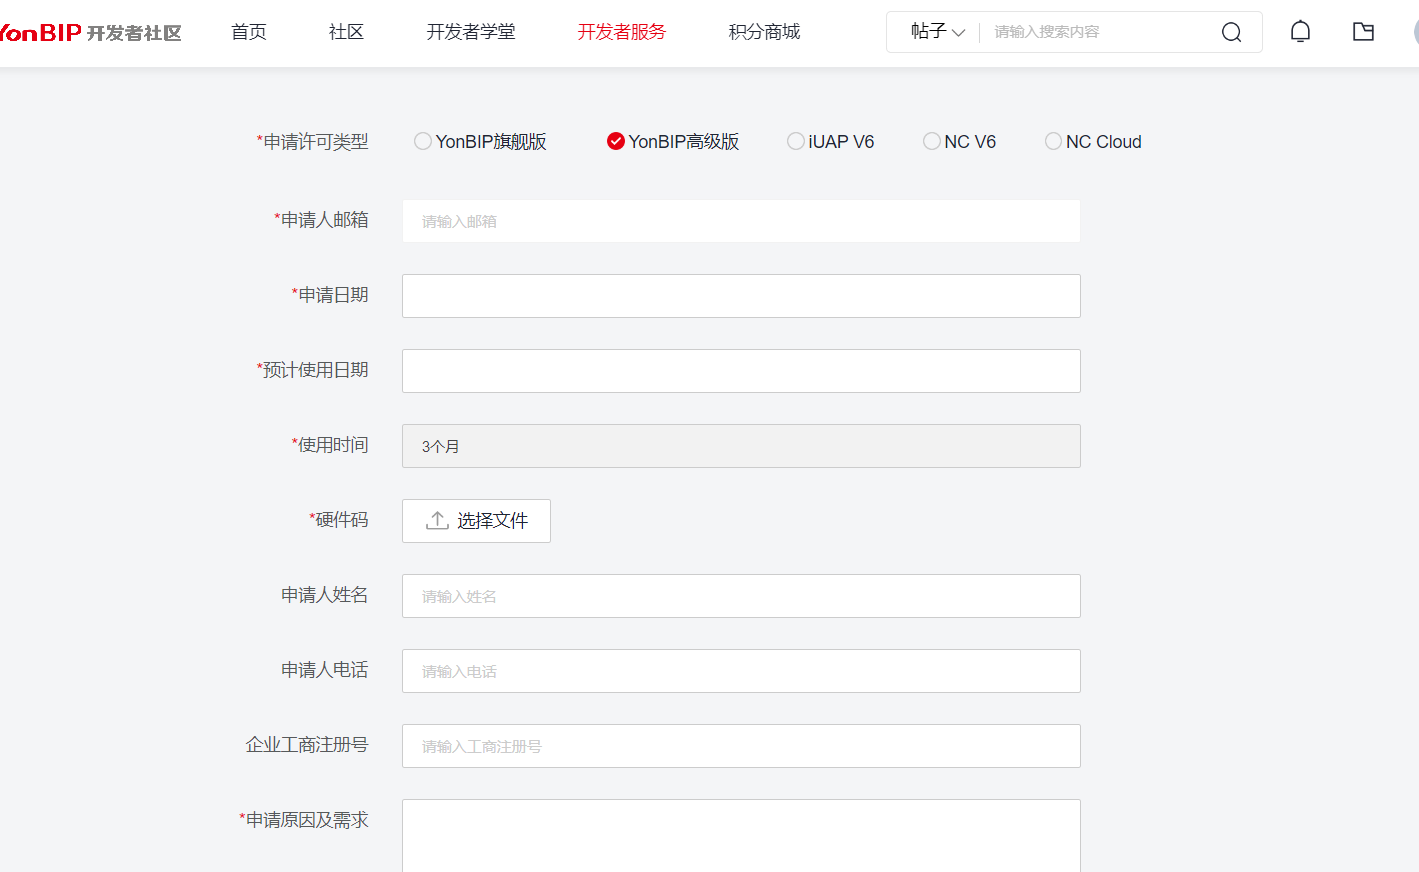 YonBIP 开发者社区 首页 社区 开发者学堂 开发者服务 积分商城 帖子 请输入搜索内容
*申请许可类型 YonBIP旗舰版 YonBIP高级版 iUAP V6 NC V6 NC Cloud
*申请人邮箱 请输入邮箱
*申请日期
*预计使用日期
*使用时间 3个月
*硬件码 选择文件
申请人姓名 请输入姓名
申请人电话 请输入电话
企业工商注册号 请输入工商注册号
*申请原因及需求